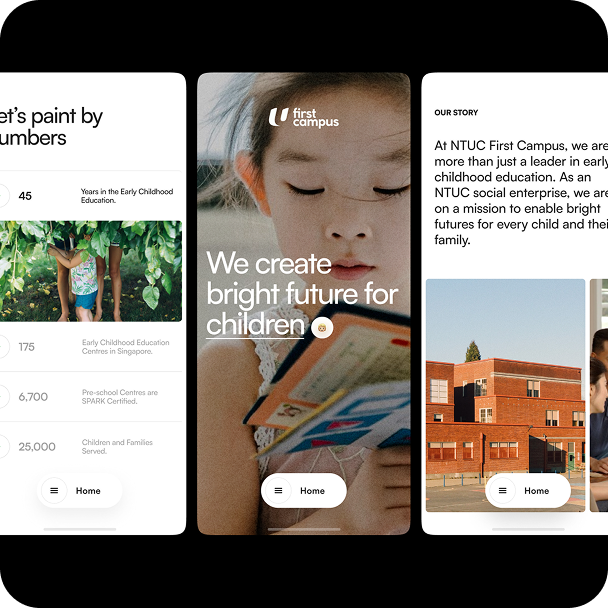 et’s paint by
umbers
45
Years in the Early Childhood
Education.
175
Early Childhood Education
Centres in Singapore.
6,700
Pre-school Centres are
SPARK Certified.
25,000
Children and Families
Served.
Home
first
campus
We create
bright future for
children
Home
OUR STORY
At NTUC First Campus, we are
more than just a leader in early
childhood education. As an
NTUC social enterprise, we are
on a mission to enable bright
futures for every child and thei
family.
Home